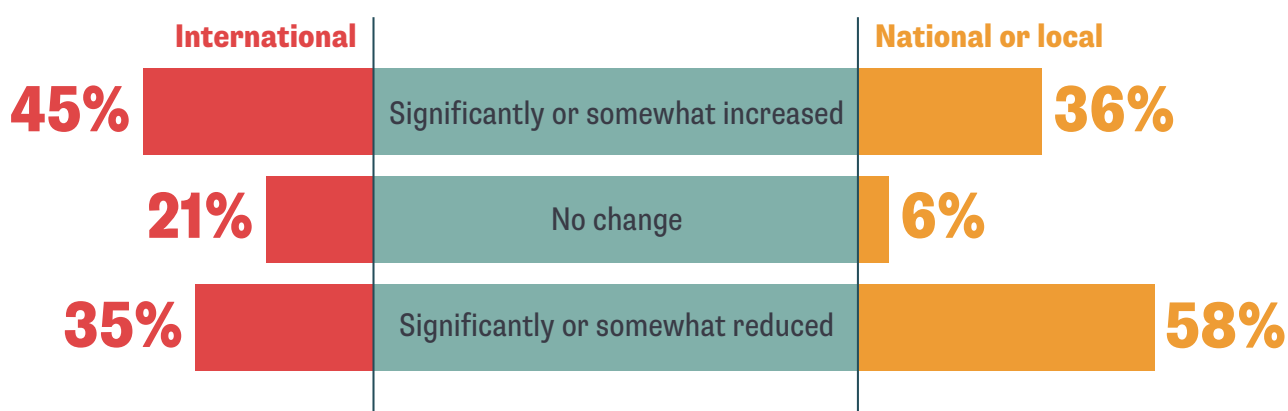 International
National or local
45%
Significantly or somewhat increased
36%
21%
No change
6%
35%
Significantly or somewhat reduced
58%